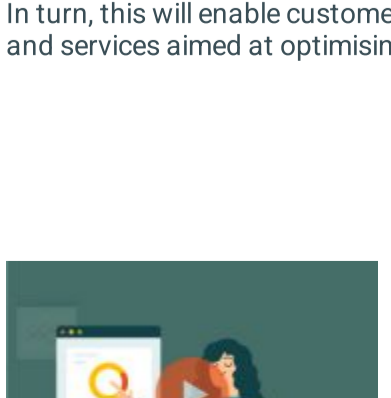 In turn, this will enable custome
and services aimed at optimisin